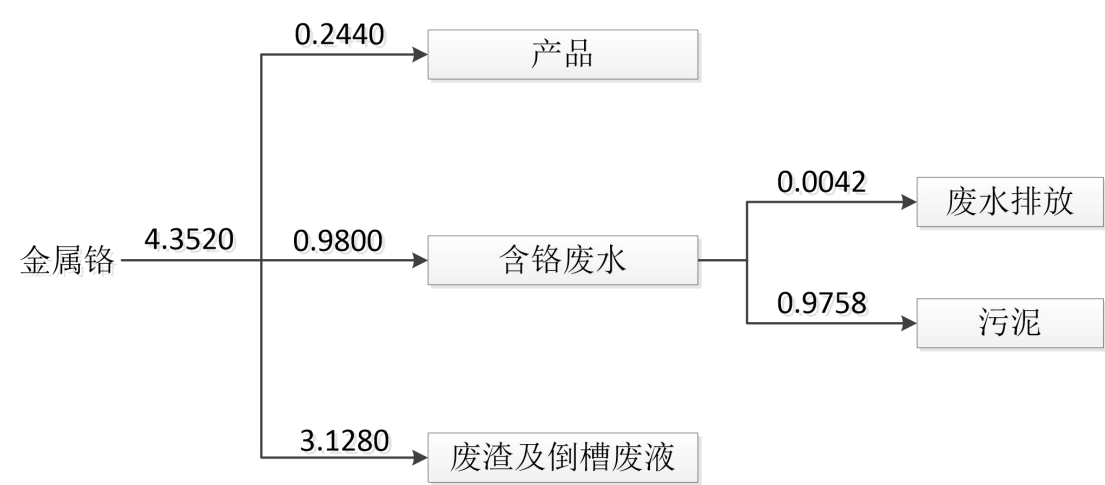 0.2440
产品
0.0042
废水排放
金属铬
4.3520
0.9800
含铬废水
0.9758
污泥
3.1280
废渣及倒槽废液